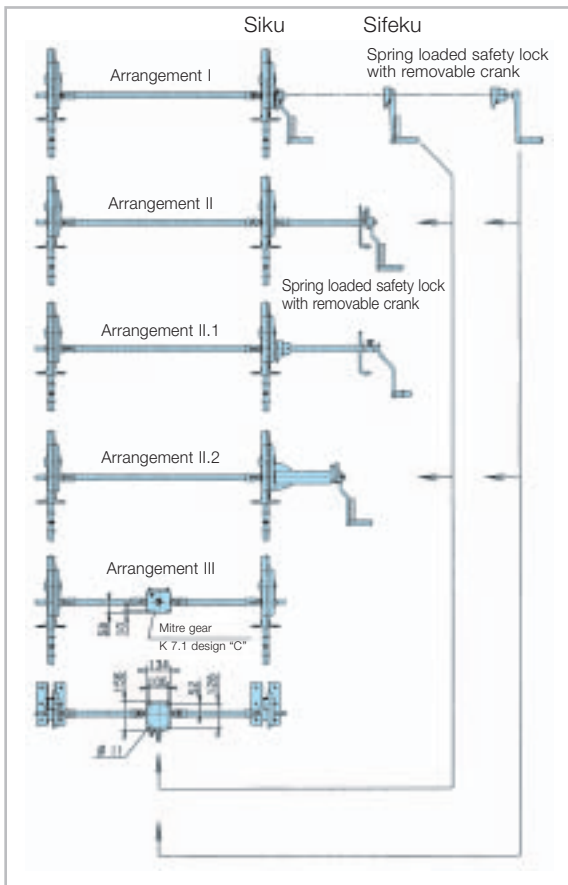 Siku Sifeku
Spring loaded safety lock
with removable crank
Arrangement I
Arrangement II
Spring loaded safety lock
with removable crank
Arrangement II.1
Arrangement II.2
Arrangement III
Mitre gear
K 7.1 design "C"
106
Ø 11